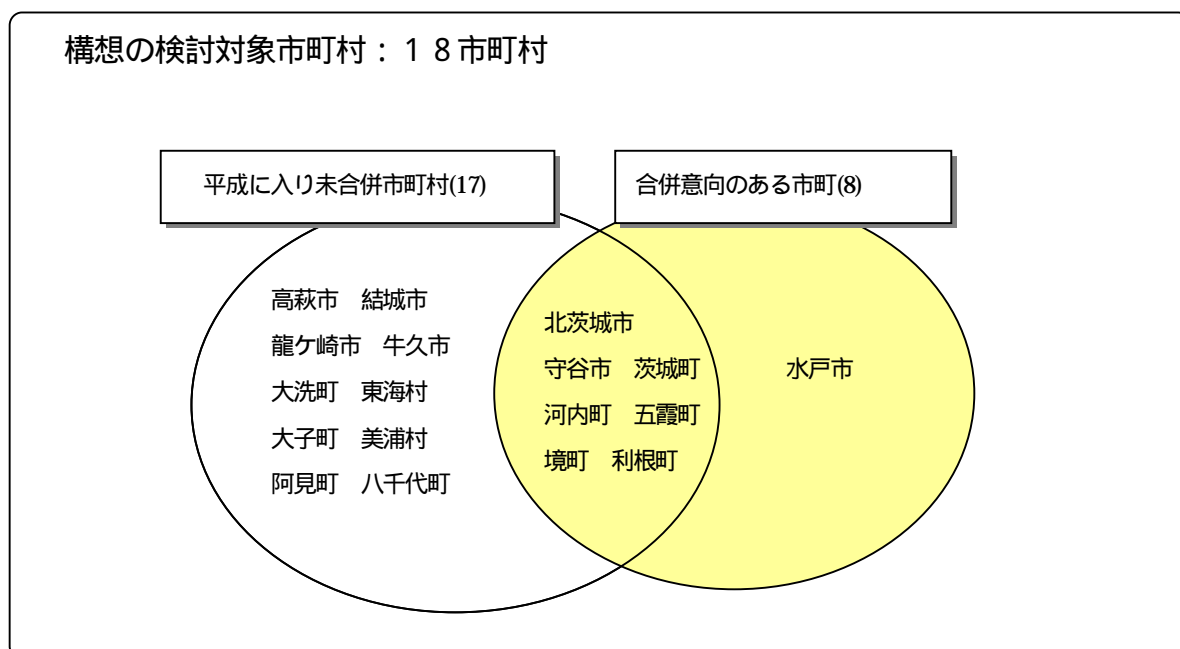 構想の検討対象市町村：１８市町村
平成に入り未合併市町村(17)
合併意向のある市町(8)
高萩市　結城市
龍ケ崎市　牛久市
大洗町　東海村
大子町　美浦村
阿見町　八千代町
北茨城市
守谷市　茨城町
河内町　五霞町
境町　利根町
水戸市